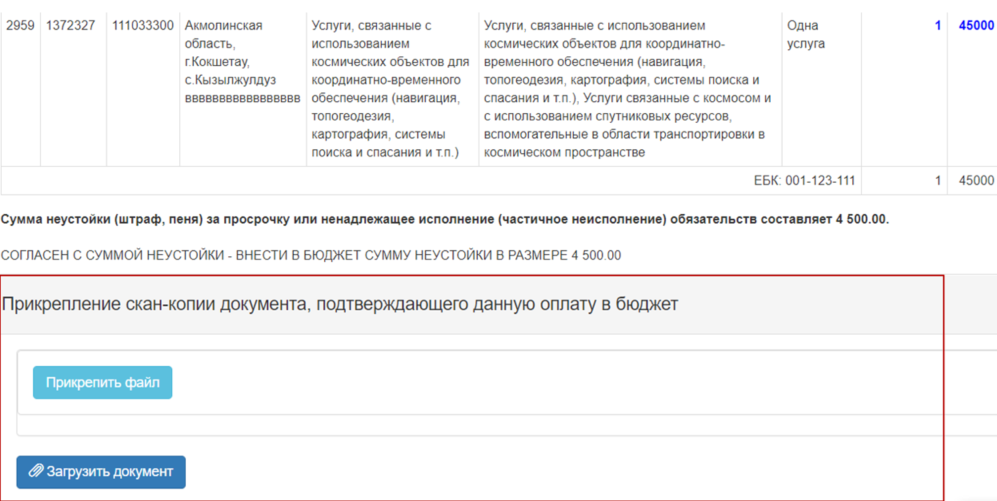 2959 1372327 111033300 Акмолинская Услуги, связанные с Услуги, связанные с использованием Одна 1 45000
область, использованием космических объектов для координатно- услуга
г.Кокшетау, космических объектов для временного обеспечения (навигация,
с.Кызылжулдуз координатно-временного топогеодезия, картография, системы поиска и
ввввввввввввввввв обеспечения (навигация, спасания и т.п.), Услуги связанные с космосом и
топогеодезия, с использованием спутниковых ресурсов,
картография, системы вспомогательные в области транспортировки в
поиска и спасания и т.п.) космическом пространстве
ЕБК: 001-123-111 1 45000
Сумма неустойки (штраф, пеня) за просрочку или ненадлежащее исполнение (частичное неисполнение) обязательств составляет 4 500.00.
СОГЛАСЕН С СУММОЙ НЕУСТОЙКИ - ВНЕСТИ В БЮДЖЕТ СУММУ НЕУСТОЙКИ В РАЗМЕРЕ 4 500.00
Прикрепление скан-копии документа, подтверждающего данную оплату в бюджет
Прикрепить файл
Загрузить документ